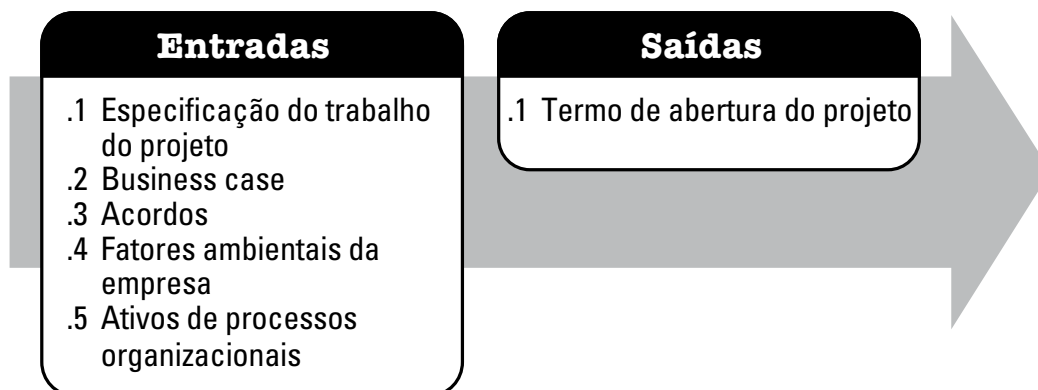 Entradas
.1 Especificação do trabalho
do projeto
.2 Business case
.3 Acordos
.4 Fatores ambientais da
empresa
.5 Ativos de processos
organizacionais
Saídas
.1 Termo de abertura do projeto